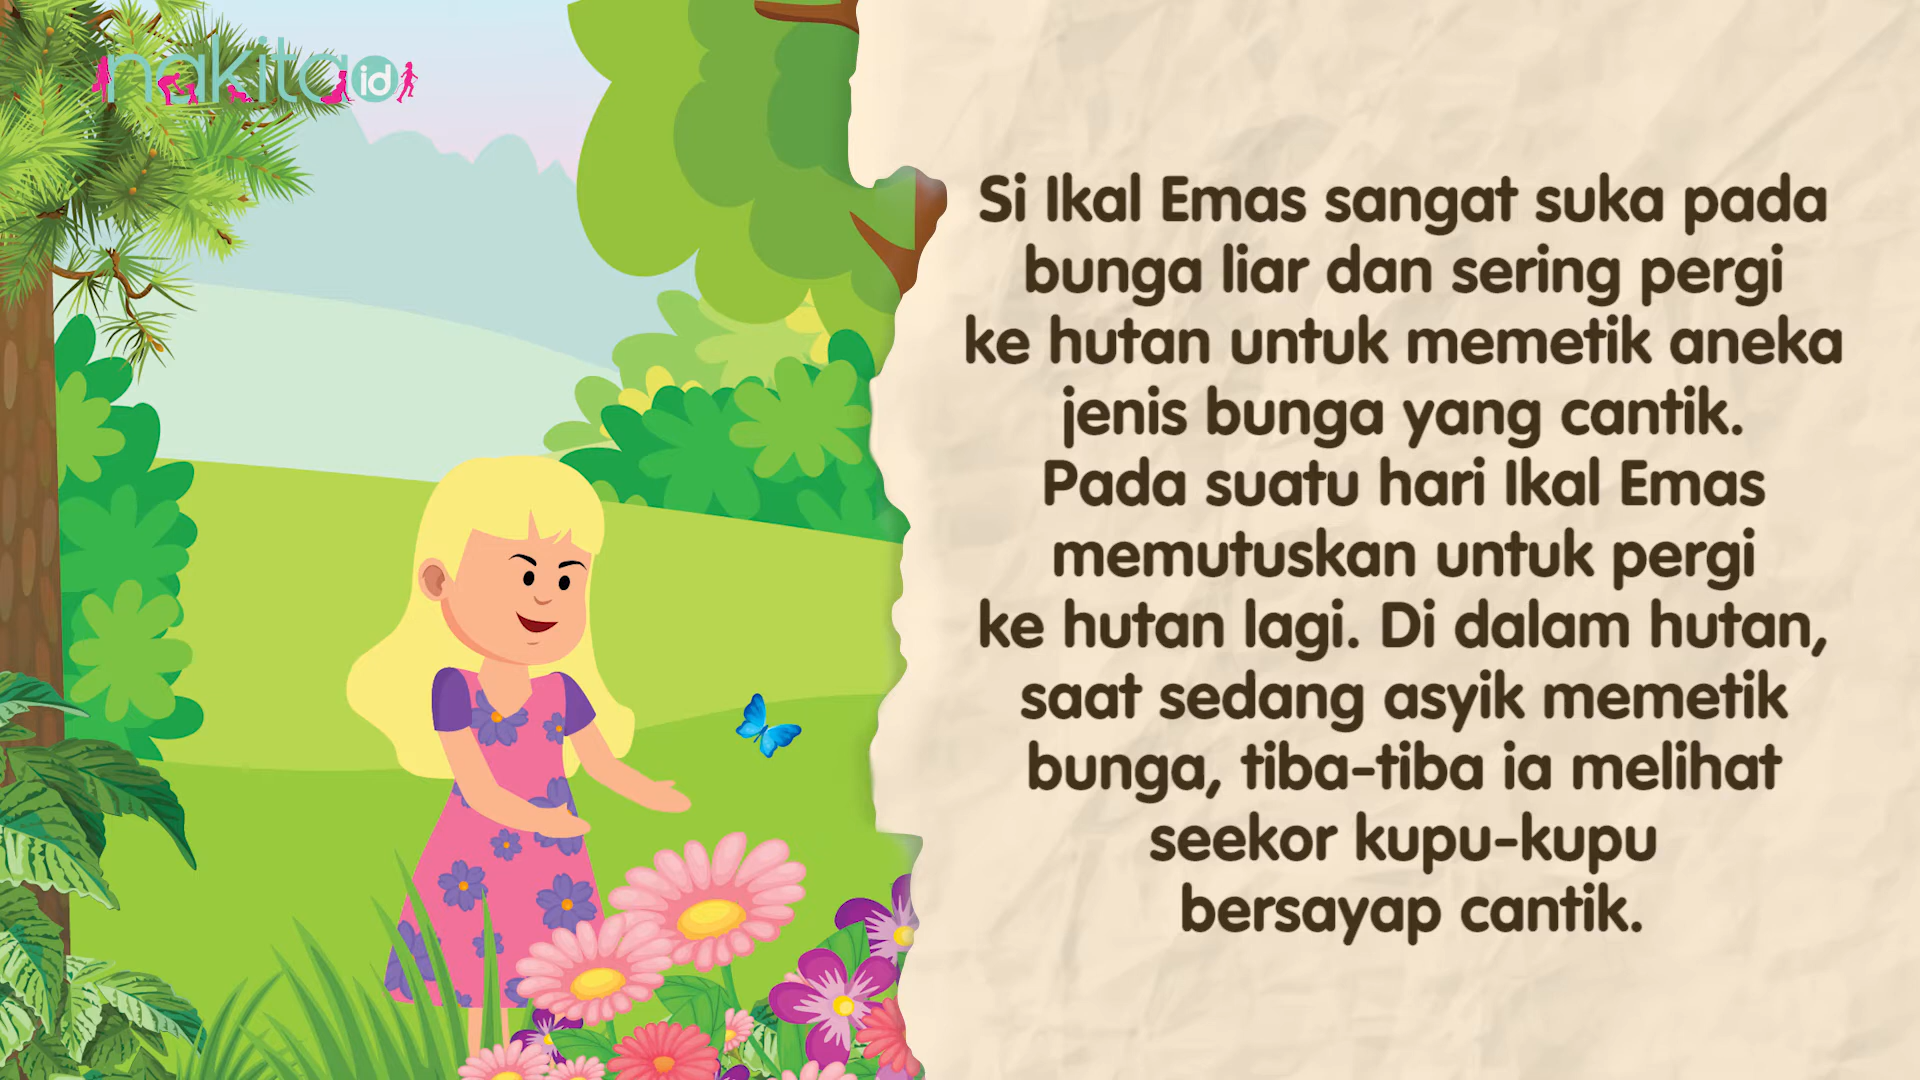 nakita id
Si Ikal Emas sangat suka pada
bunga liar dan sering pergi
ke hutan untuk memetik aneka
jenis bunga yang cantik.
Pada suatu hari Ikal Emas
memutuskan untuk pergi
ke hutan lagi. Di dalam hutan,
saat sedang asyik memetik
bunga, tiba-tiba ia melihat
seekor kupu-kupu
bersayap cantik.